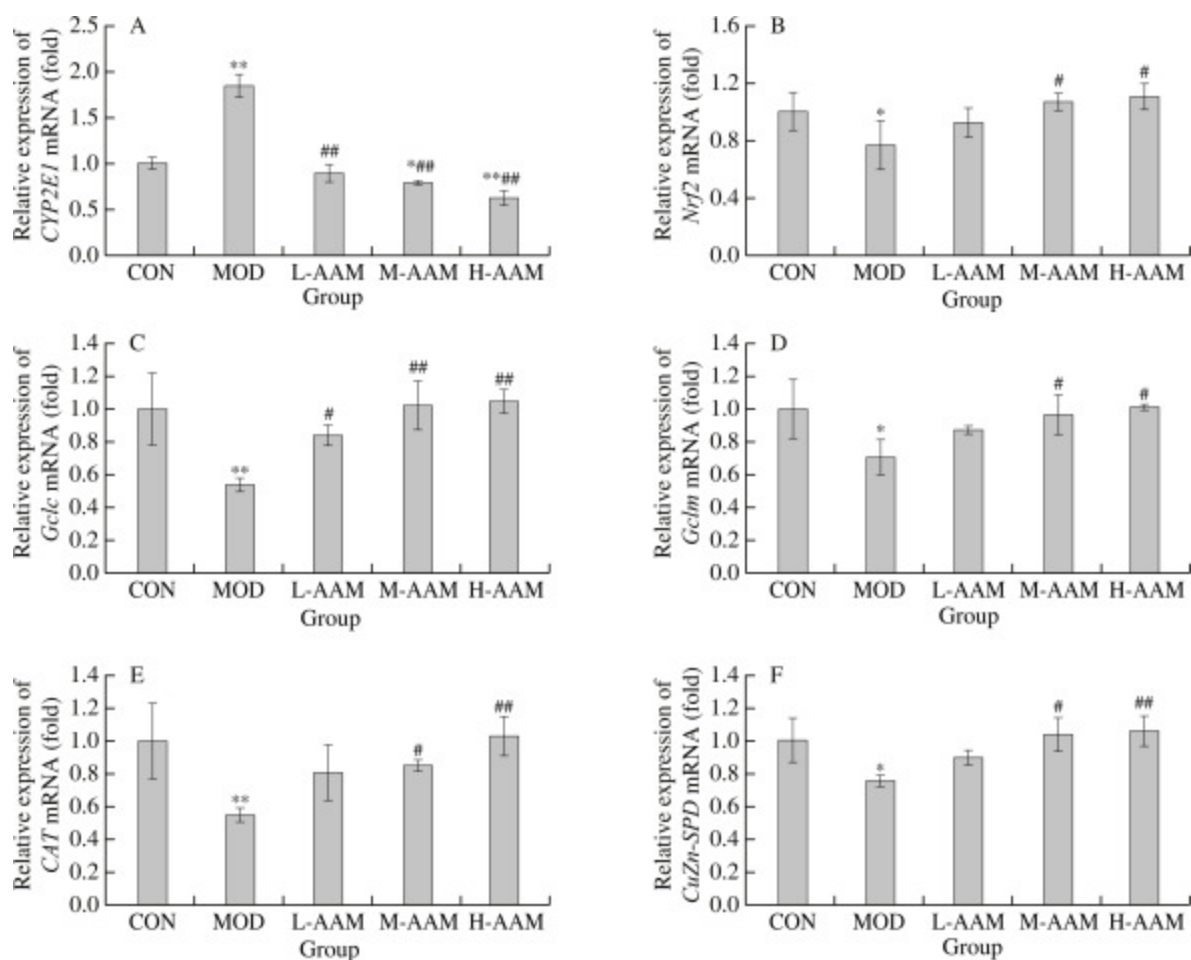 A
Relative expression of
CYP2E1 mRNA (fold)
2.5
2.0
1.5
1.0
0.5
0.0
**
##
*##
**##
CON MOD L-AAM M-AAM H-AAM
Group
B
Relative expression of
Nrf2 mRNA (fold)
1.6
1.2
0.8
0.4
0.0
*
#
#
CON MOD L-AAM M-AAM H-AAM
Group
C
Relative expression of
Gclc mRNA (fold)
1.4
1.2
1.0
0.8
0.6
0.4
0.2
0.0
**
#
##
##
CON MOD L-AAM M-AAM H-AAM
Group
D
Relative expression of
Gclm mRNA (fold)
1.4
1.2
1.0
0.8
0.6
0.4
0.2
0.0
*
#
#
CON MOD L-AAM M-AAM H-AAM
Group
E
Relative expression of
CAT mRNA (fold)
1.4
1.2
1.0
0.8
0.6
0.4
0.2
0.0
**
#
##
CON MOD L-AAM M-AAM H-AAM
Group
F
Relative expression of
CuZn-SPD mRNA (fold)
1.4
1.2
1.0
0.8
0.6
0.4
0.2
0.0
*
#
##
CON MOD L-AAM M-AAM H-AAM
Group